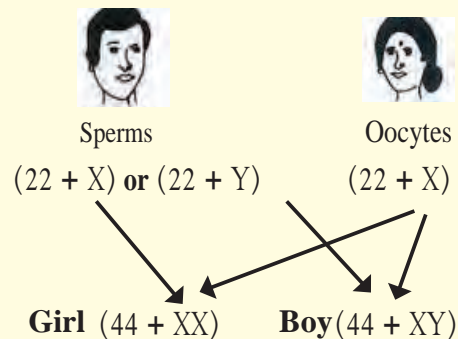 Sperms Oocytes
(22 + X) or (22 + Y) (22 + X)
Girl (44 + XX) Boy (44 + XY)